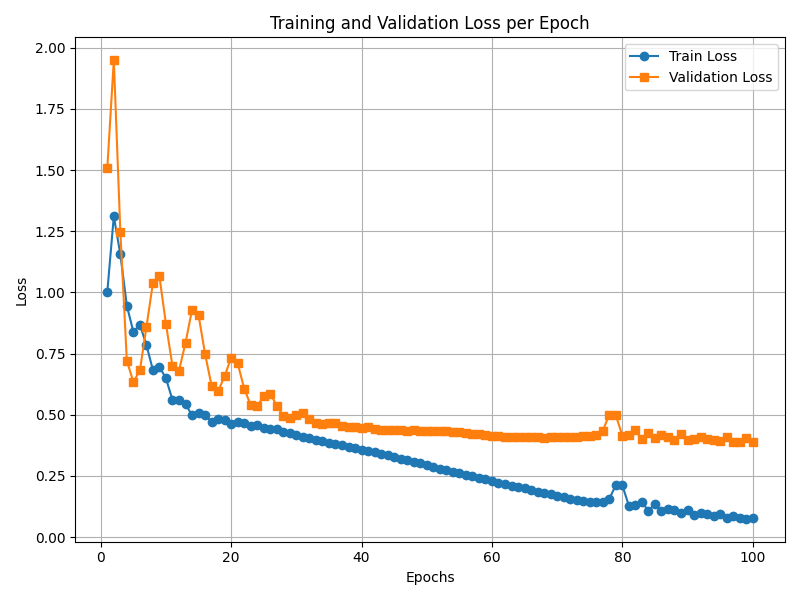 Training and Validation Loss per Epoch
Train Loss
Validation Loss
2.00
1.75
1.50
1.25
1.00
0.75
0.50
0.25
0.00
Loss
0 20 40 60 80 100
Epochs